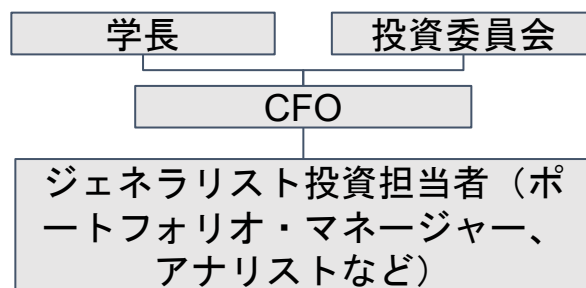 学長
投資委員会
CFO
ジェネラリスト投資担当者（ポ
ートフォリオ・マネージャー、
アナリストなど）